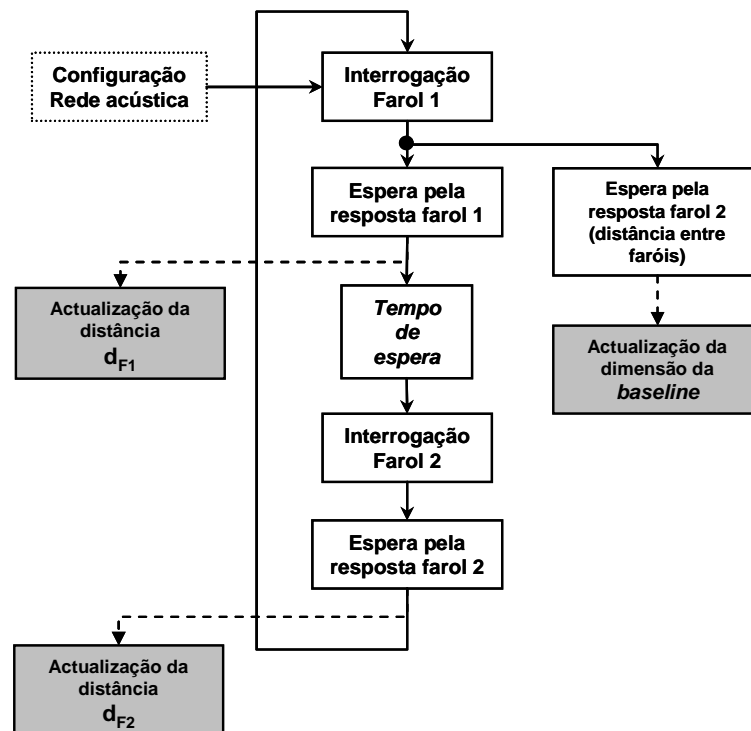 Configuração
Rede acústica
Interrogação
Farol 1
Espera pela
resposta farol 1
Espera pela
resposta farol 2
(distância entre
faróis)
Actualização da
distância
dF1
Tempo
de
espera
Actualização da
dimensão da
baseline
Interrogação
Farol 2
Espera pela
resposta farol 2
Actualização da
distância
dF2